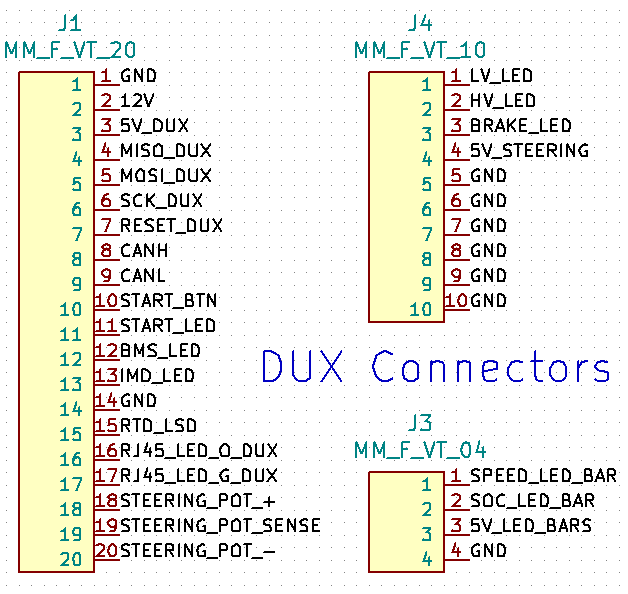 J1
MM_F_VT_20
1 1 GND
2 2 12V
3 3 5V_DUX
4 4 MISO_DUX
5 5 MOSI_DUX
6 6 SCK_DUX
7 7 RESET_DUX
8 8 CANH
9 9 CANL
10 10 START_BTN
11 11 START_LED
12 12 BMS_LED
13 13 IMD_LED
14 14 GND
15 15 RTD_LSD
16 16 RJ45_LED_O_DUX
17 17 RJ45_LED_G_DUX
18 18 STEERING_POT_+
19 19 STEERING_POT_SENSE
20 20 STEERING_POT_-
J4
MM_F_VT_10
1 1 LV_LED
2 2 HV_LED
3 3 BRAKE_LED
4 4 5V_STEERING
5 5 GND
6 6 GND
7 7 GND
8 8 GND
9 9 GND
10 10 GND
DUX Connectors
J3
MM_F_VT_04
1 1 SPEED_LED_BAR
2 2 SOC_LED_BAR
3 3 5V_LED_BARS
4 4 GND